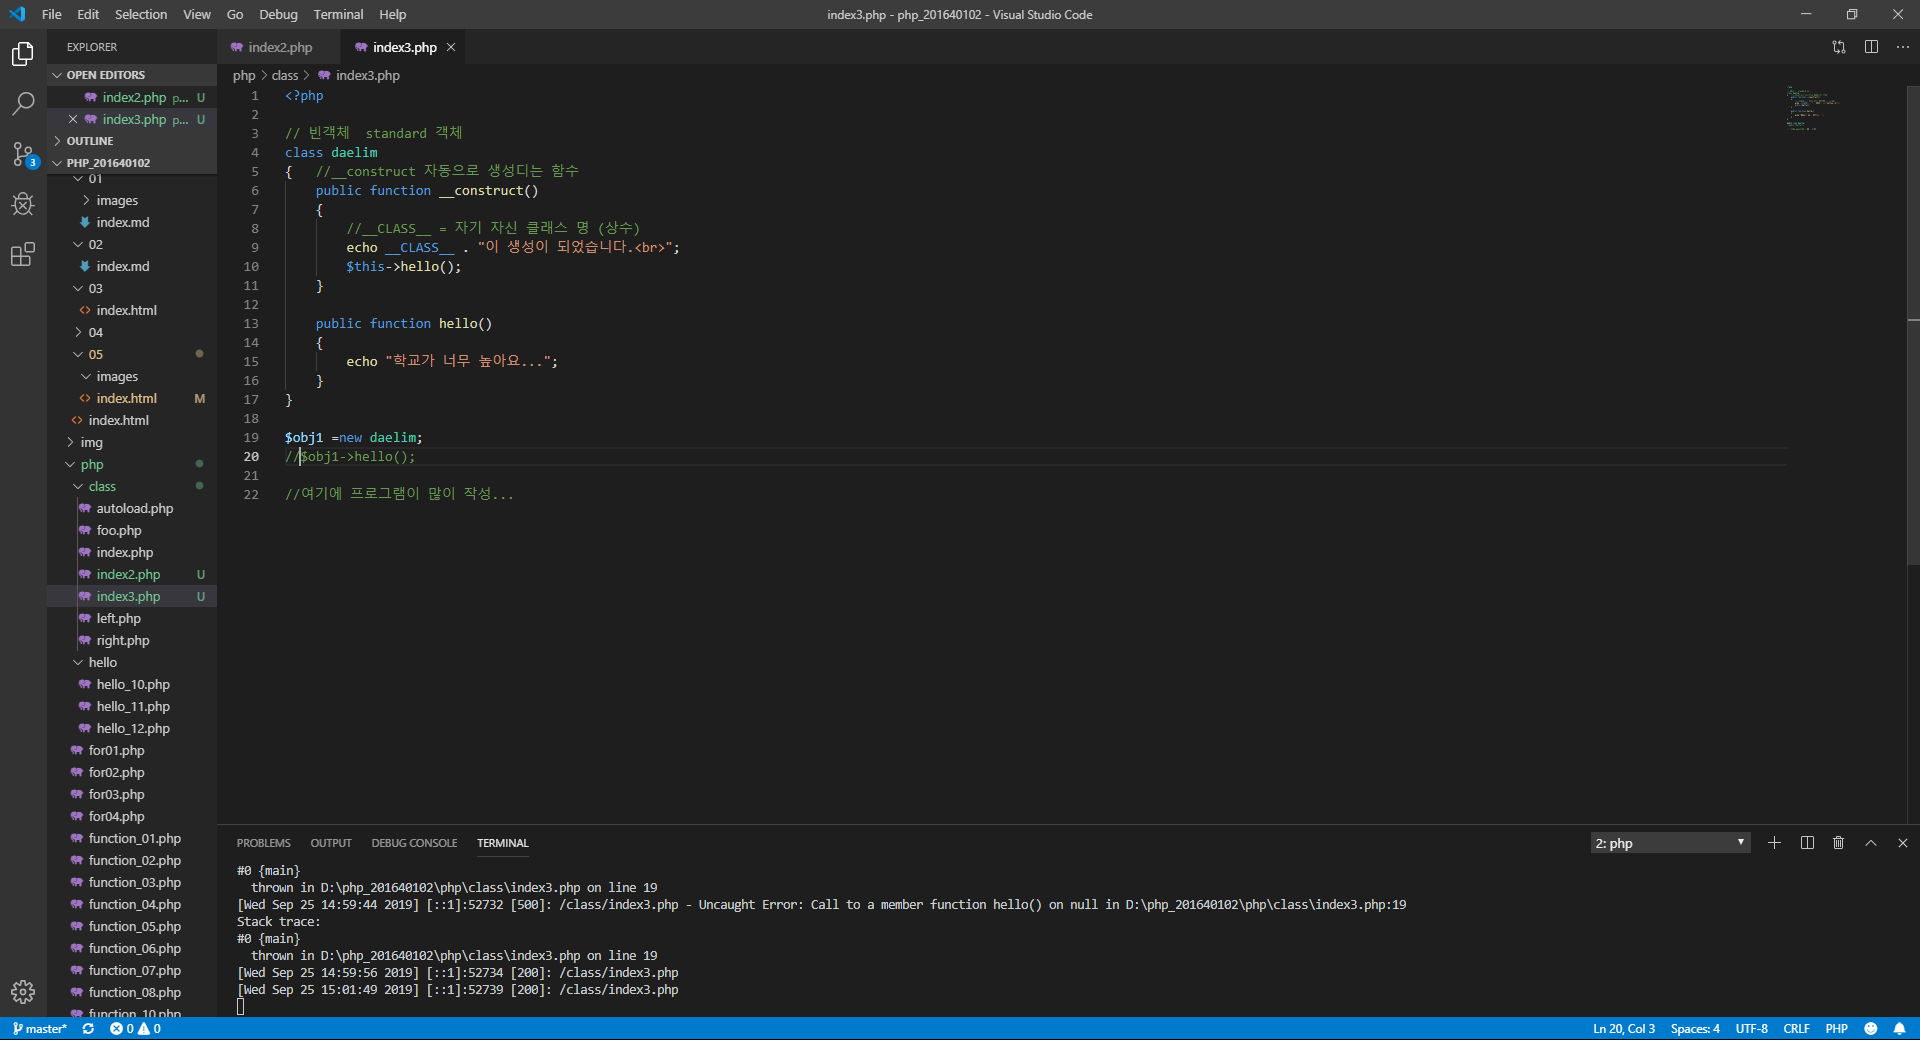 File Edit Selection View Go Debug Terminal Help
index3.php - php_201640102 - Visual Studio Code
EXPLORER
OPEN EDITORS
index2.php p... U
index3.php p... U
OUTLINE
PHP_201640102
01
images
index.md
02
index.md
03
index.html
04
05
images
index.html M
index.html
img
php
class
autoload.php
foo.php
index.php
index2.php U
index3.php U
left.php
right.php
hello
hello_10.php
hello_11.php
hello_12.php
for01.php
for02.php
for03.php
for04.php
function_01.php
function_02.php
function_03.php
function_04.php
function_05.php
function_06.php
function_07.php
function_08.php
function_10.php
3
index2.php index3.php
php > class > index3.php
1 <?php
2
3 // 빈객체  standard 객체
4 class daelim
5 {   //__construct 자동으로 생성디는 함수
6     public function __construct()
7     {
8         //__CLASS__ = 자기 자신 클래스 명 (상수)
9         echo __CLASS__ . "이 생성이 되었습니다.<br>";
10         $this->hello();
11     }
12
13     public function hello()
14     {
15         echo "학교가 너무 높아요...";
16     }
17 }
18
19 $obj1 =new daelim;
20 //$obj1->hello();
21
22 //여기에 프로그램이 많이 작성...
PROBLEMS OUTPUT DEBUG CONSOLE TERMINAL
2: php
#0 {main}
  thrown in D:\php_201640102\php\class\index3.php on line 19
[Wed Sep 25 14:59:44 2019] [::1]:52732 [500]: /class/index3.php - Uncaught Error: Call to a member function hello() on null in D:\php_201640102\php\class\index3.php:19
Stack trace:
#0 {main}
  thrown in D:\php_201640102\php\class\index3.php on line 19
[Wed Sep 25 14:59:56 2019] [::1]:52734 [200]: /class/index3.php
[Wed Sep 25 15:01:49 2019] [::1]:52739 [200]: /class/index3.php
master* 0 0
Ln 20, Col 3 Spaces: 4 UTF-8 CRLF PHP